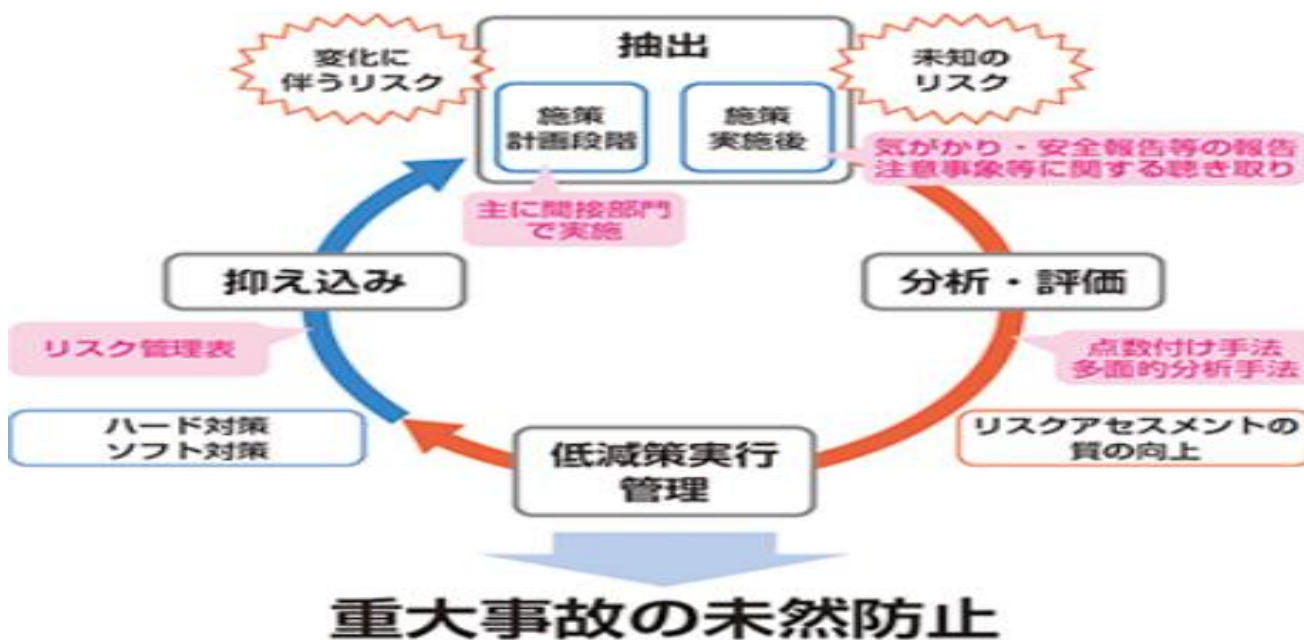 抽出
変化に
伴うリスク
未知の
リスク
施策
計画段階
施策
実施後
気がかり・安全報告等の報告
注意事象等に関する聴き取り
主に間接部門
で実施
抑え込み
分析・評価
リスク管理表
点数付け手法
多面的分析手法
ハード対策
ソフト対策
リスクアセスメントの
質の向上
低減策実行
管理
重大事故の未然防止